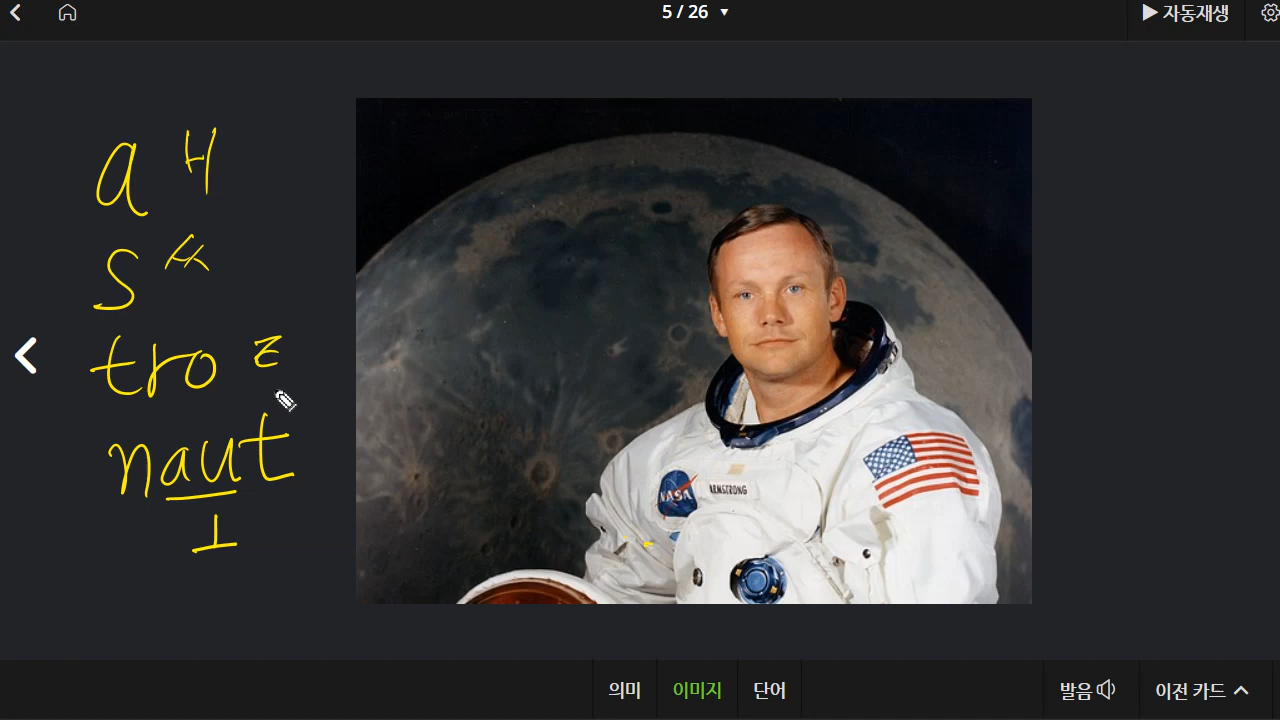 5 / 26 ▼
▶ 자동재생
a ㅐ
s ㅆ
tro ㄹ
naut
ㅗ
NASA
ARMSTRONG
의미
이미지
단어
발음
이전 카드